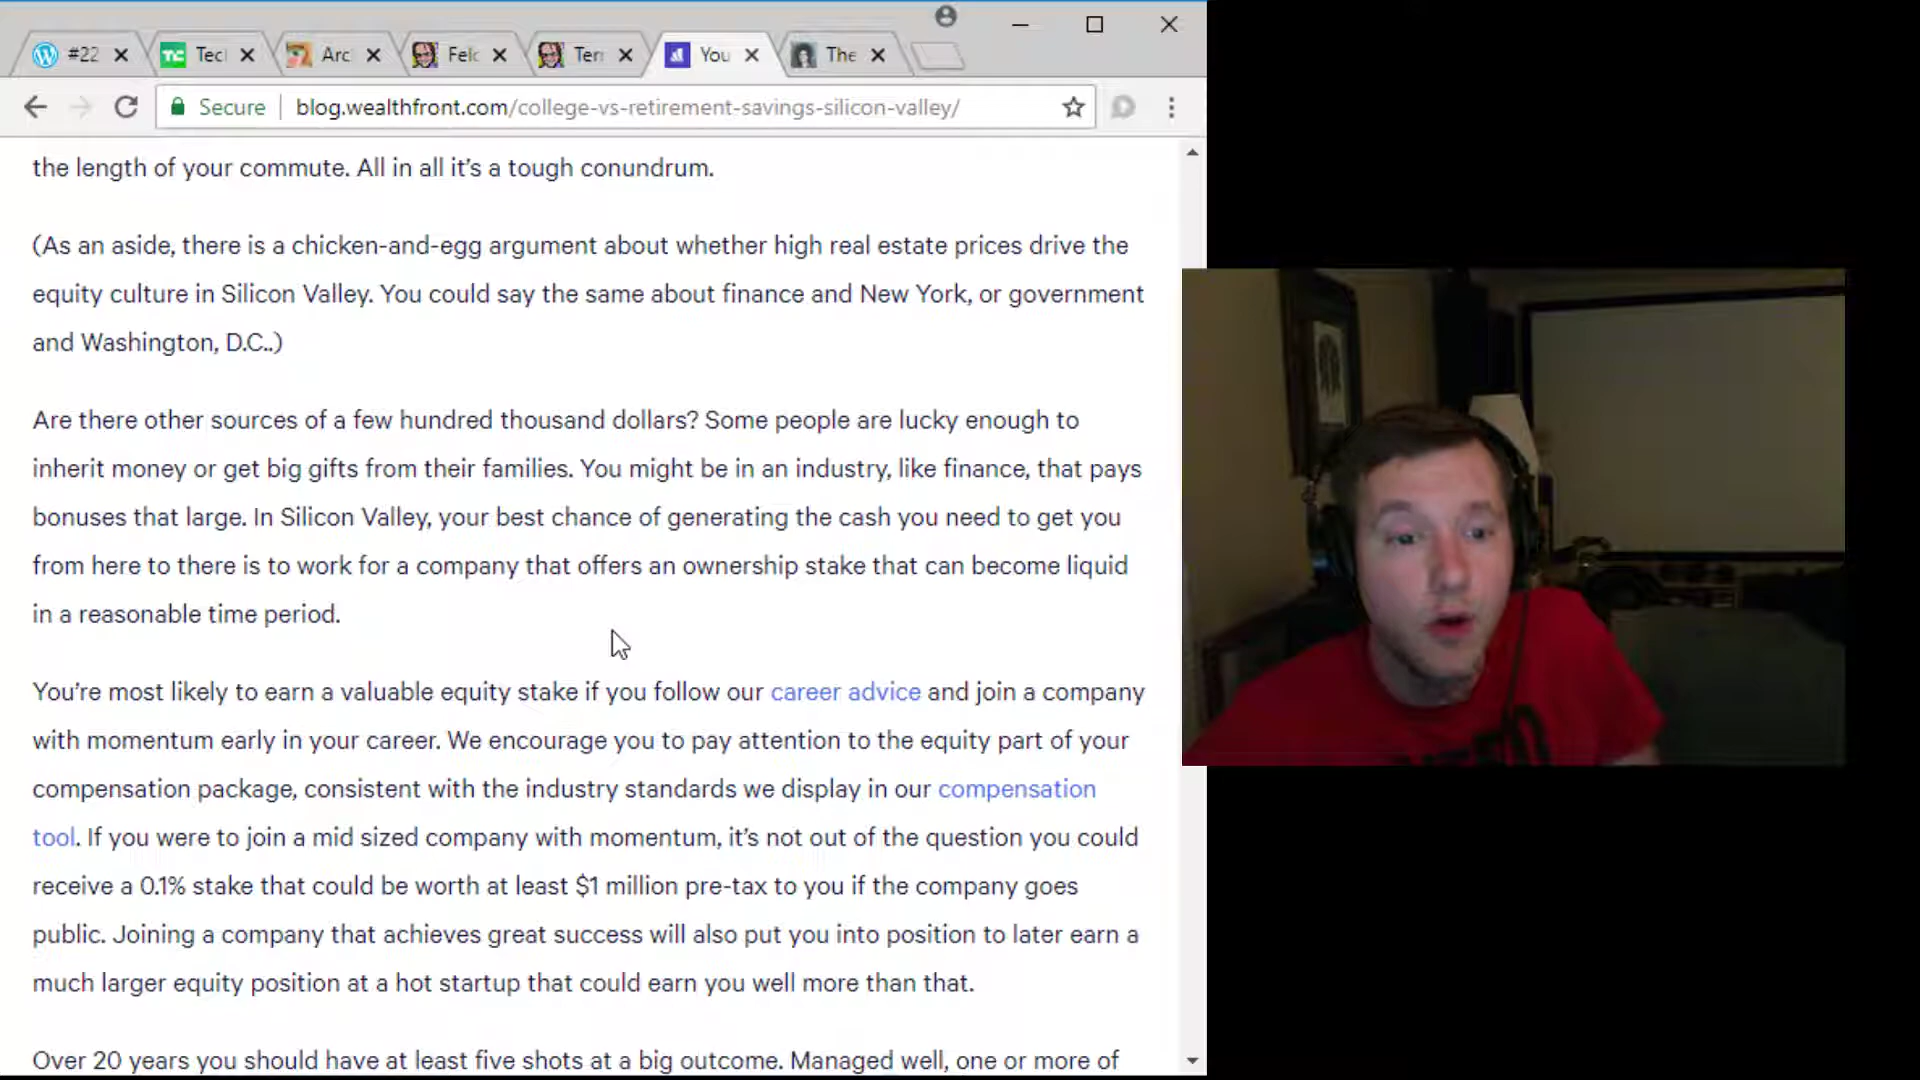 #22
Tecl
Arc
Felc
Terr
You
The
Secure
blog.wealthfront.com/college-vs-retirement-savings-silicon-valley/
the length of your commute. All in all it’s a tough conundrum.
(As an aside, there is a chicken-and-egg argument about whether high real estate prices drive the
equity culture in Silicon Valley. You could say the same about finance and New York, or government
and Washington, D.C..)
Are there other sources of a few hundred thousand dollars? Some people are lucky enough to
inherit money or get big gifts from their families. You might be in an industry, like finance, that pays
bonuses that large. In Silicon Valley, your best chance of generating the cash you need to get you
from here to there is to work for a company that offers an ownership stake that can become liquid
in a reasonable time period.
You’re most likely to earn a valuable equity stake if you follow our career advice and join a company
with momentum early in your career. We encourage you to pay attention to the equity part of your
compensation package, consistent with the industry standards we display in our compensation
tool. If you were to join a mid sized company with momentum, it’s not out of the question you could
receive a 0.1% stake that could be worth at least $1 million pre-tax to you if the company goes
public. Joining a company that achieves great success will also put you into position to later earn a
much larger equity position at a hot startup that could earn you well more than that.
Over 20 years you should have at least five shots at a big outcome. Managed well, one or more of